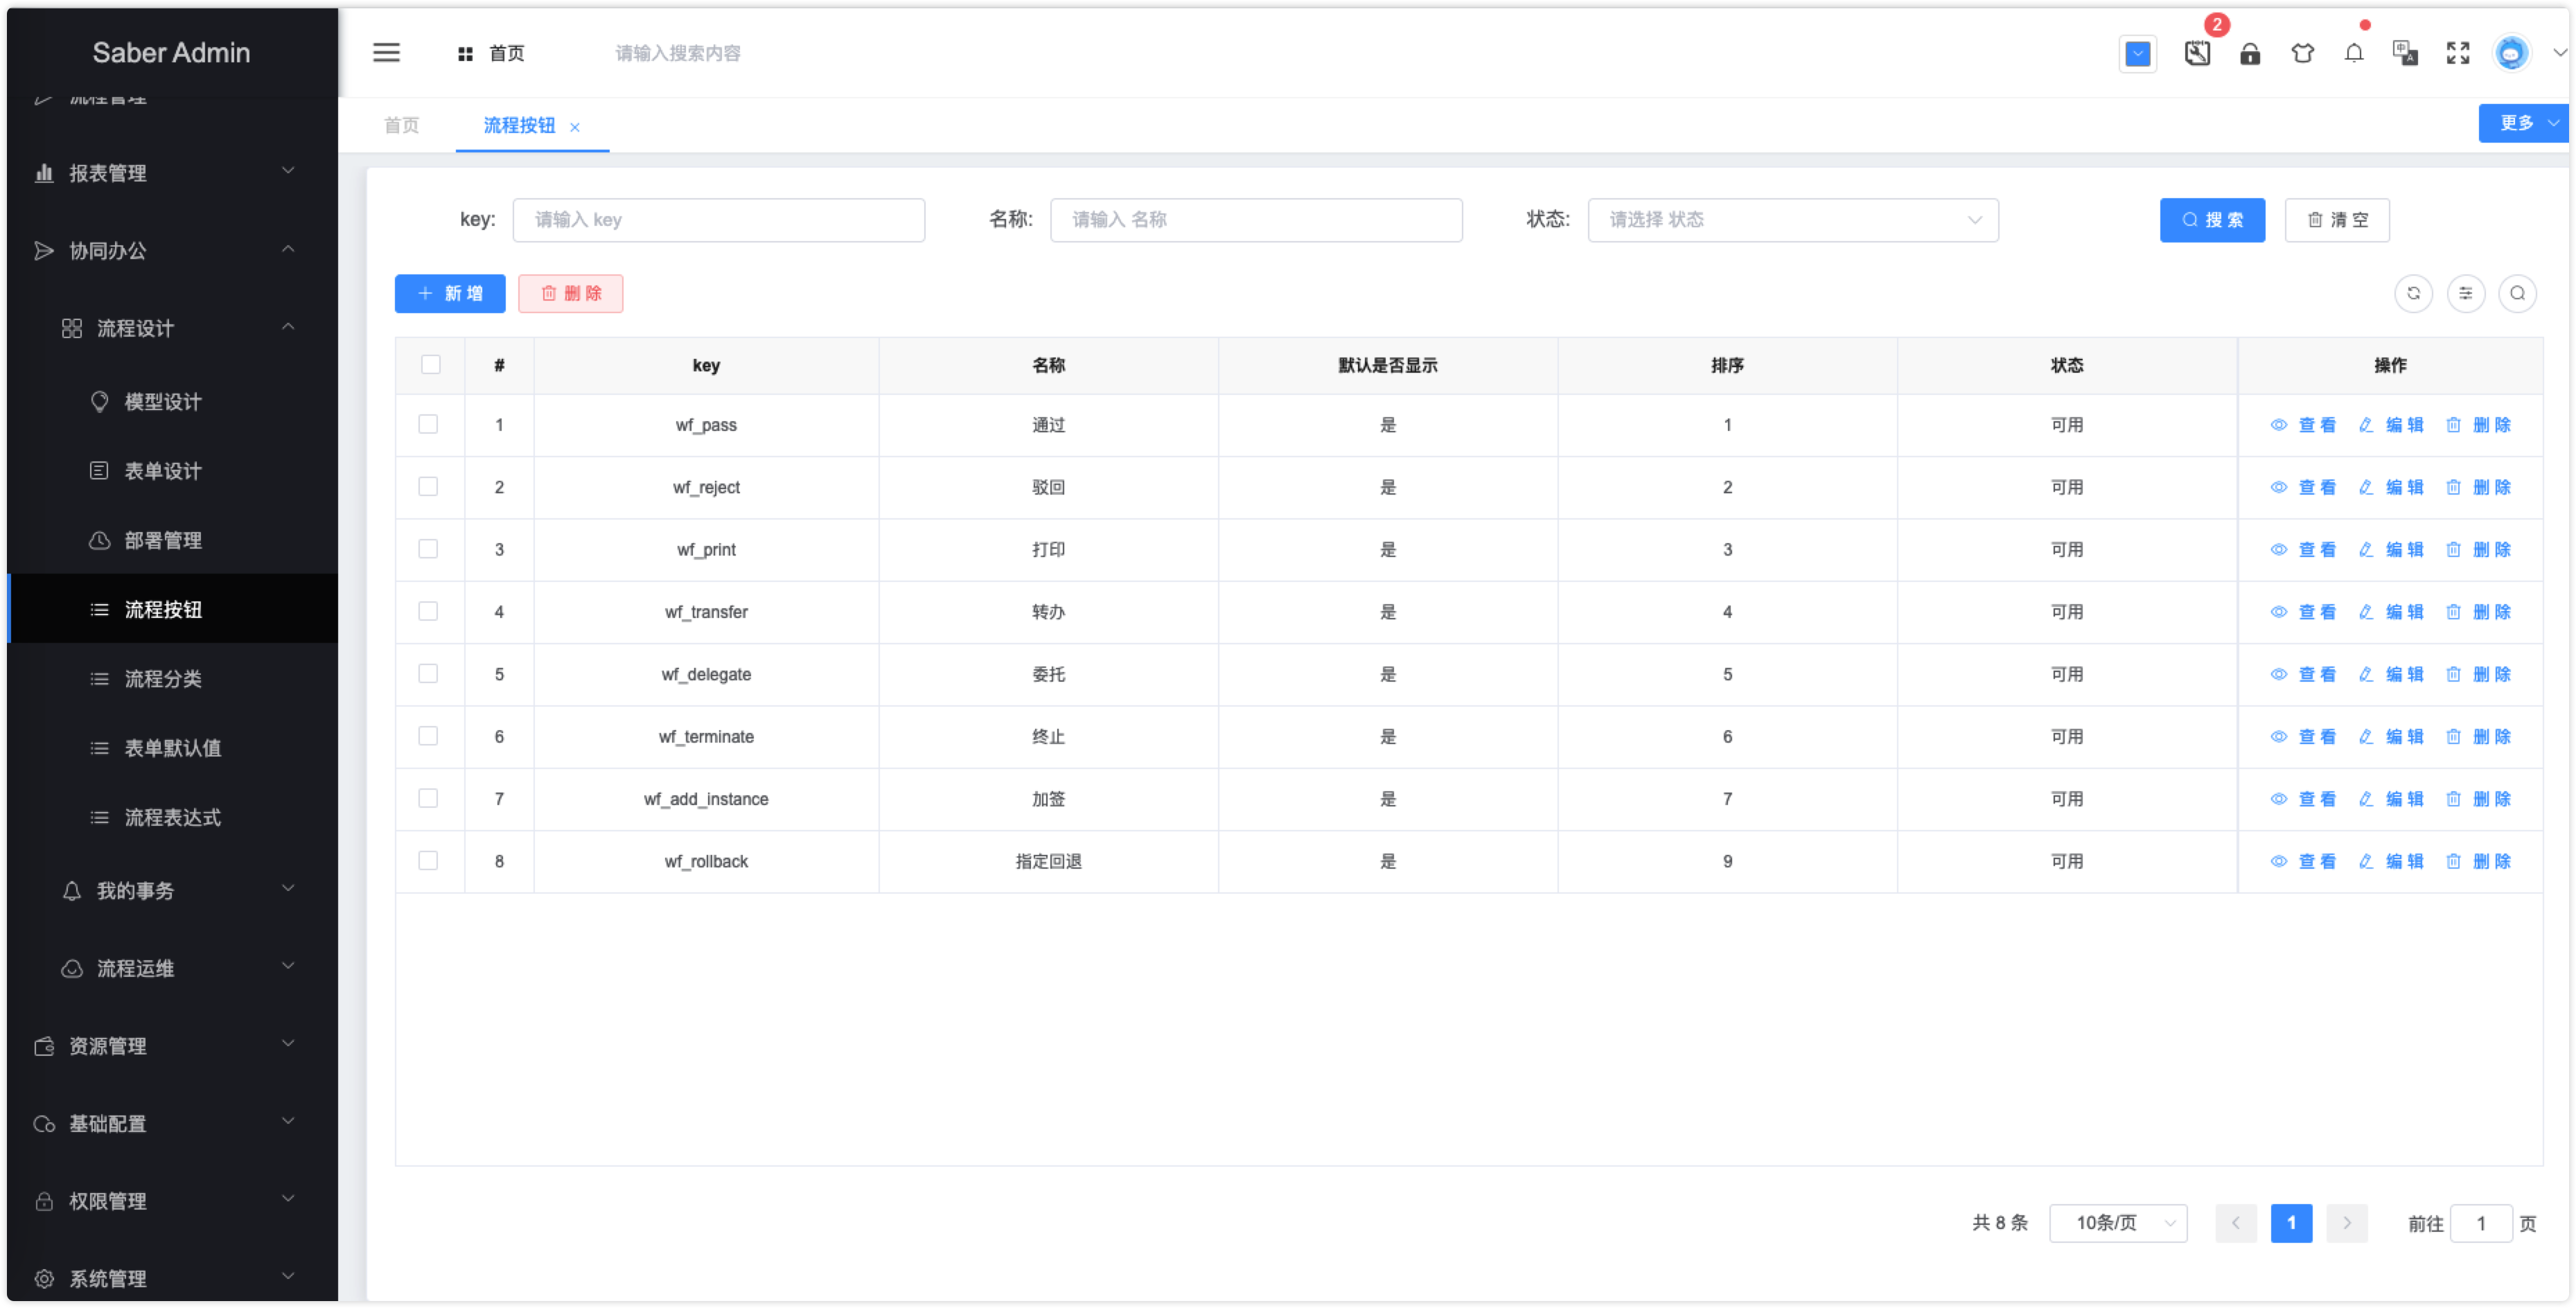 Saber Admin
首页
请输入搜索内容
2
流程管理
报表管理
协同办公
流程设计
模型设计
表单设计
部署管理
流程按钮
流程分类
表单默认值
流程表达式
我的事务
流程运维
资源管理
基础配置
权限管理
系统管理
首页 流程按钮 ×
更多
key: 请输入 key 名称: 请输入 名称 状态: 请选择 状态 搜 索 清 空
+ 新 增 删 除
# key 名称 默认是否显示 排序 状态 操作
1 wf_pass 通过 是 1 可用 查 看 编 辑 删 除
2 wf_reject 驳回 是 2 可用 查 看 编 辑 删 除
3 wf_print 打印 是 3 可用 查 看 编 辑 删 除
4 wf_transfer 转办 是 4 可用 查 看 编 辑 删 除
5 wf_delegate 委托 是 5 可用 查 看 编 辑 删 除
6 wf_terminate 终止 是 6 可用 查 看 编 辑 删 除
7 wf_add_instance 加签 是 7 可用 查 看 编 辑 删 除
8 wf_rollback 指定回退 是 9 可用 查 看 编 辑 删 除
共 8 条 10条/页 1 前往 1 页